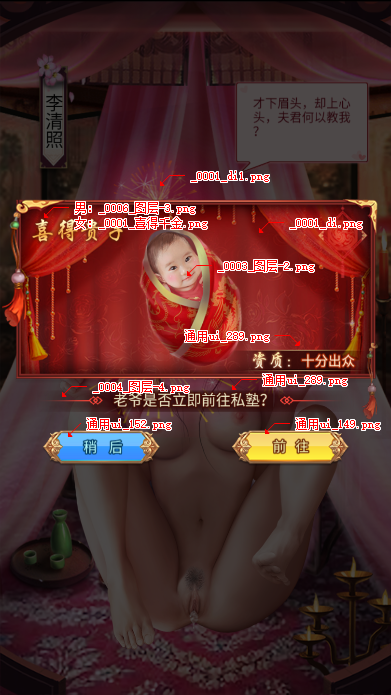 李清照
才下眉头，却上心
头，夫君何以教我
？
_0001_di1.png
男：_0006_图层-3.png
女：_0001_喜得千金.png
喜得贵子
_0001_di.png
_0003_图层-2.png
通用ui_289.png
资质：十分出众
通用ui_289.png
_0004_图层-4.png
老爷是否立即前往私塾？
通用ui_152.png
通用ui_149.png
稍后
前往